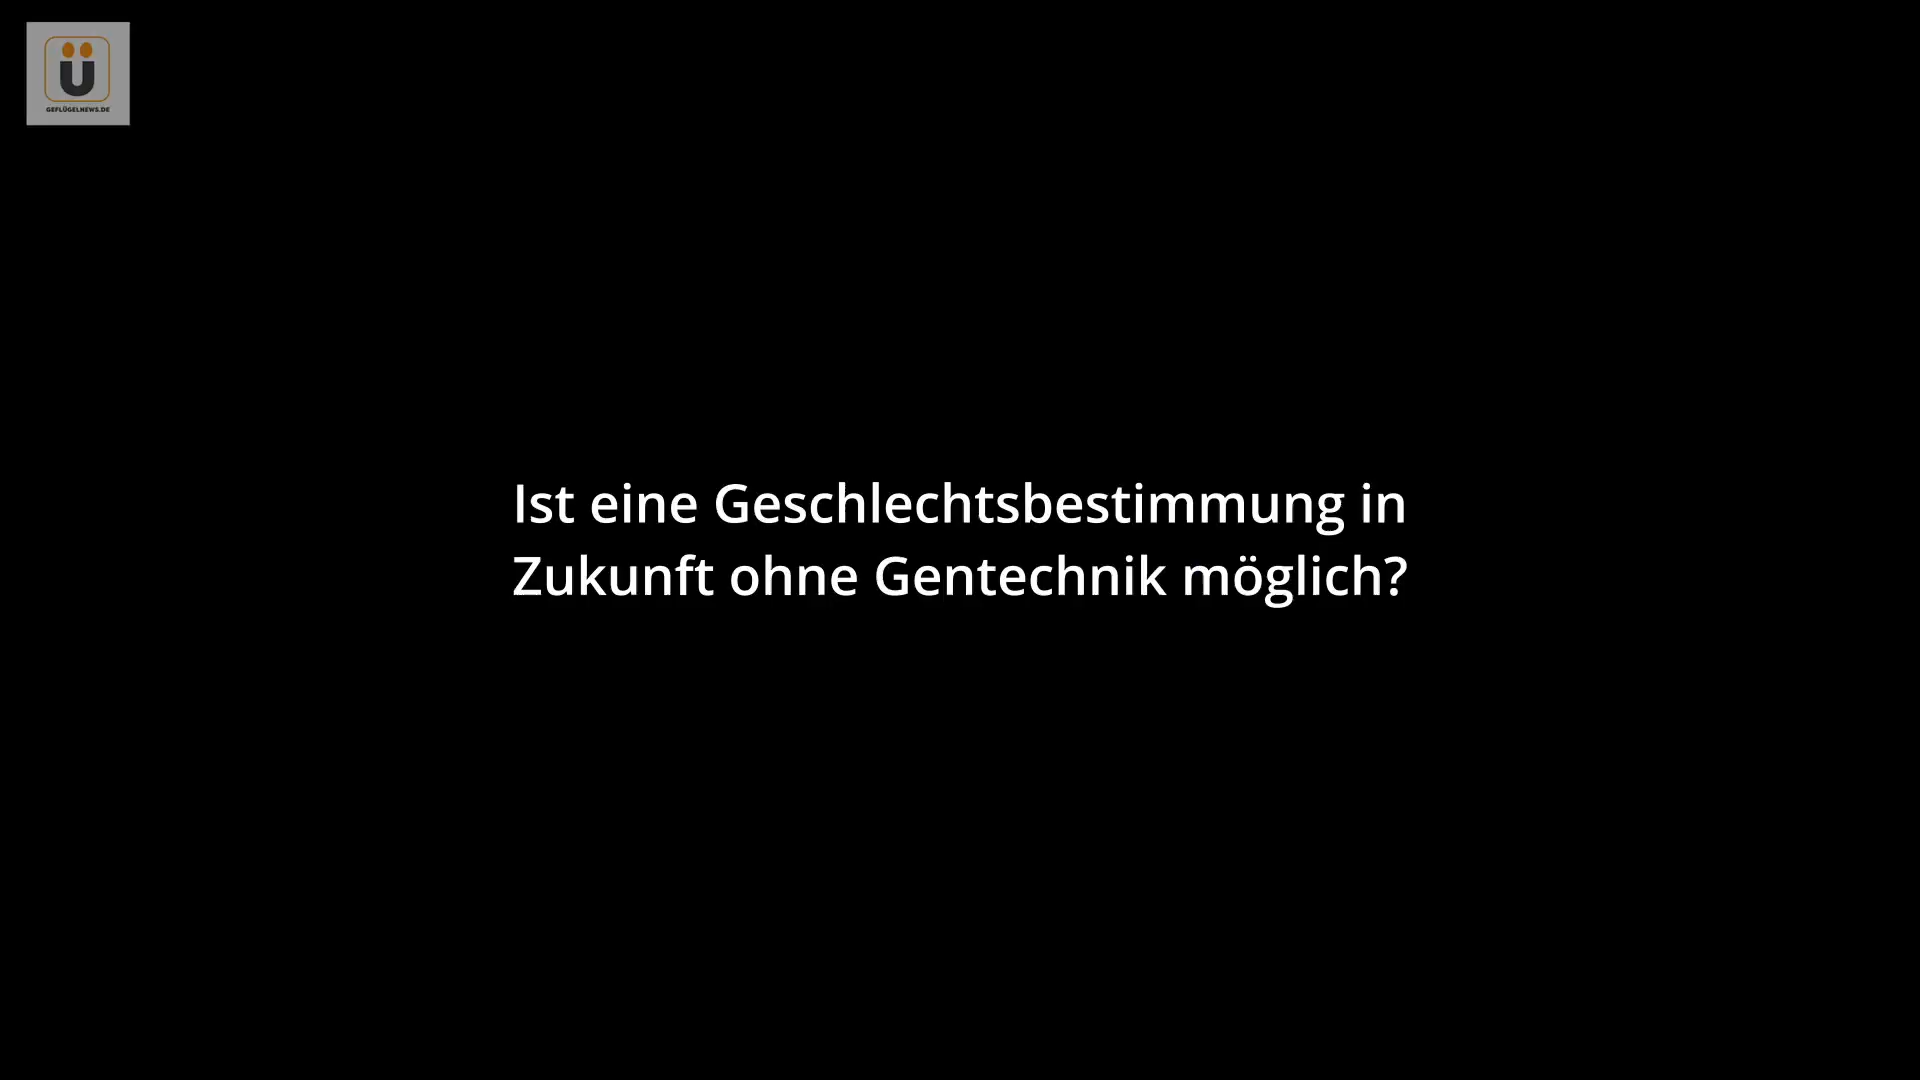 Ü
GEFLÜGELNEWS.DE
Ist eine Geschlechtsbestimmung in
Zukunft ohne Gentechnik möglich?